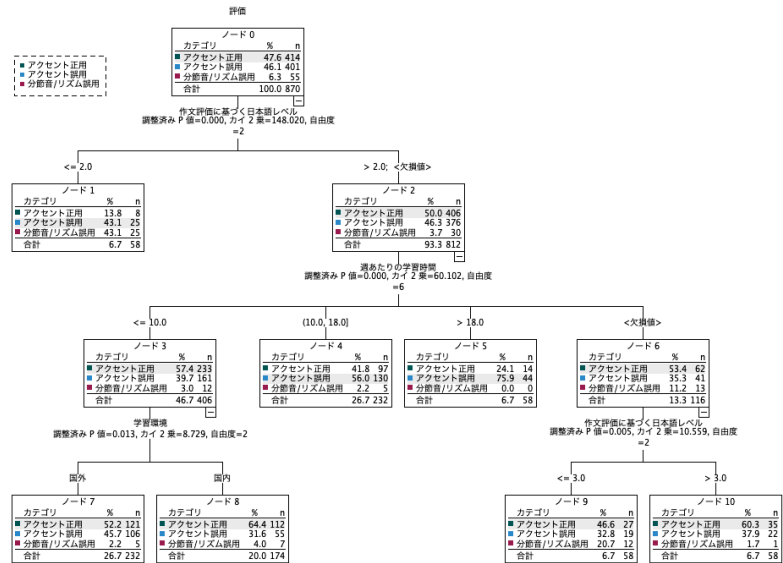 評価
ノード 0
カテゴリ % n
アクセント正用 47.6 414
アクセント誤用 46.1 401
分節音/リズム誤用 6.3 55
合計 100.0 870
アクセント正用
アクセント誤用
分節音/リズム誤用
作文評価に基づく日本語レベル
調整済み P 値=0.000, カイ 2 乗=148.020, 自由度
=2
<= 2.0
> 2.0; <欠損値>
ノード 1
カテゴリ % n
アクセント正用 13.8 8
アクセント誤用 43.1 25
分節音/リズム誤用 43.1 25
合計 6.7 58
ノード 2
カテゴリ % n
アクセント正用 50.0 406
アクセント誤用 46.3 376
分節音/リズム誤用 3.7 30
合計 93.3 812
週あたりの学習時間
調整済み P 値=0.000, カイ 2 乗=60.102, 自由度
=6
<= 10.0
(10.0, 18.0]
> 18.0
<欠損値>
ノード 3
カテゴリ % n
アクセント正用 57.4 233
アクセント誤用 39.7 161
分節音/リズム誤用 3.0 12
合計 46.7 406
ノード 4
カテゴリ % n
アクセント正用 41.8 97
アクセント誤用 56.0 130
分節音/リズム誤用 2.2 5
合計 26.7 232
ノード 5
カテゴリ % n
アクセント正用 24.1 14
アクセント誤用 75.9 44
分節音/リズム誤用 0.0 0
合計 6.7 58
ノード 6
カテゴリ % n
アクセント正用 53.4 62
アクセント誤用 35.3 41
分節音/リズム誤用 11.2 13
合計 13.3 116
学習環境
調整済み P 値=0.013, カイ 2 乗=8.729, 自由度=2
作文評価に基づく日本語レベル
調整済み P 値=0.005, カイ 2 乗=10.559, 自由度
=2
国外
国内
<= 3.0
> 3.0
ノード 7
カテゴリ % n
アクセント正用 52.2 121
アクセント誤用 45.7 106
分節音/リズム誤用 2.2 5
合計 26.7 232
ノード 8
カテゴリ % n
アクセント正用 64.4 112
アクセント誤用 31.6 55
分節音/リズム誤用 4.0 7
合計 20.0 174
ノード 9
カテゴリ % n
アクセント正用 46.6 27
アクセント誤用 32.8 19
分節音/リズム誤用 20.7 12
合計 6.7 58
ノード 10
カテゴリ % n
アクセント正用 60.3 35
アクセント誤用 37.9 22
分節音/リズム誤用 1.7 1
合計 6.7 58